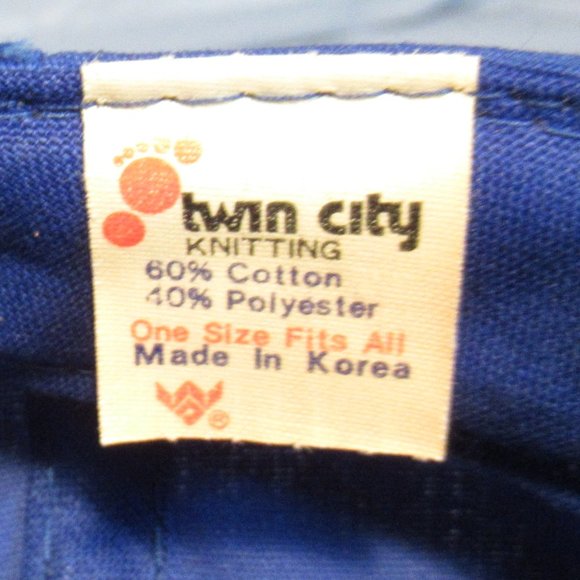 twin city
KNITTING
60% Cotton
40% Polyester
One Size Fits All
Made In Korea
®